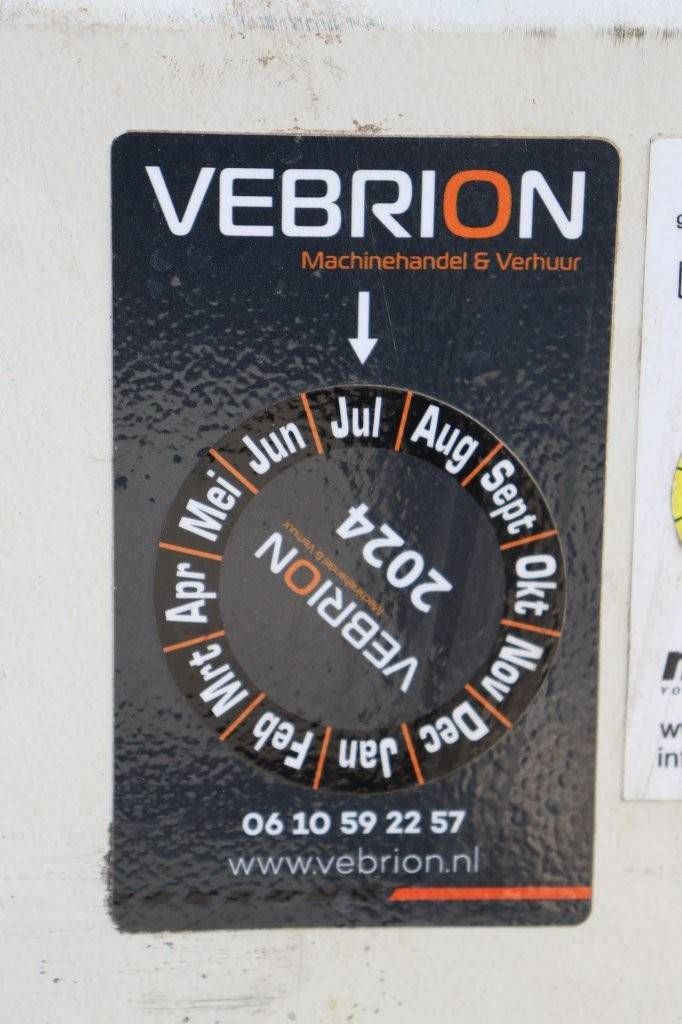 VEBRION
Machinehandel & Verhuur
Jul
Aug
Sept
Okt
Nov
Dec
Jan
Feb
Mrt
Apr
Mei
Jun
2024
VEBRION
Machinehandel & Verhuur
06 10 59 22 57
www.vebrion.nl